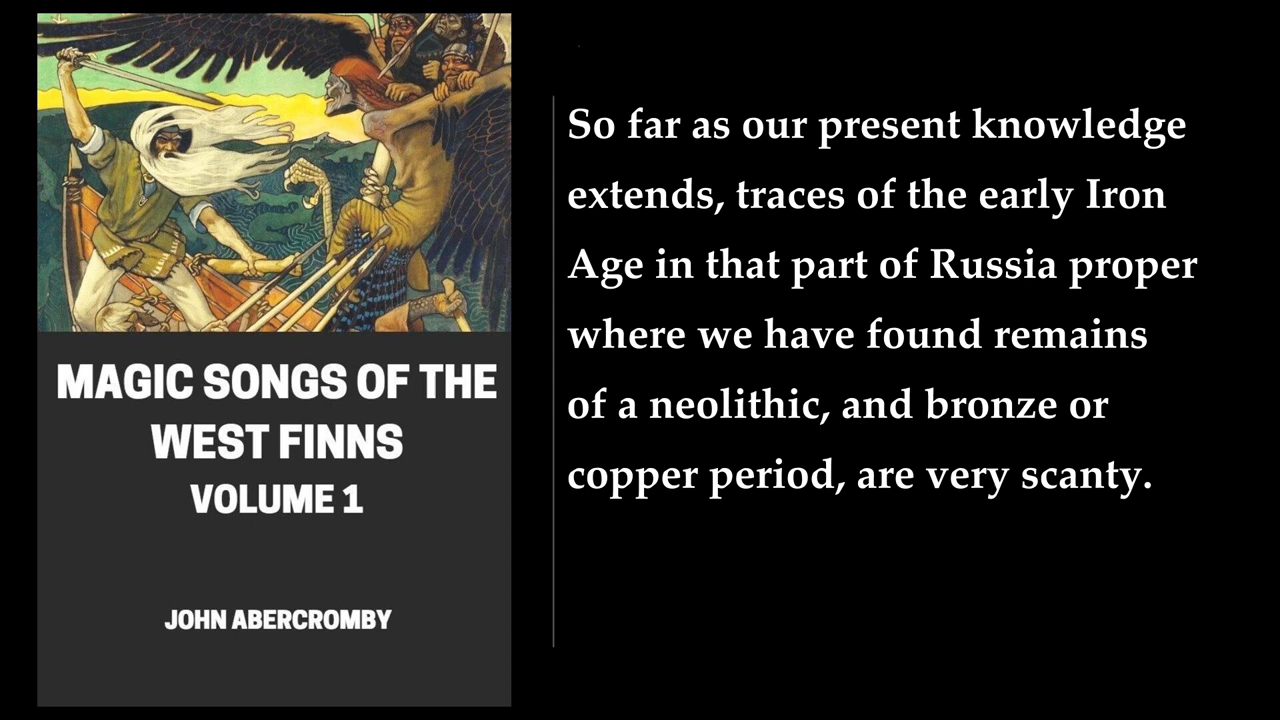 MAGIC SONGS OF THE
WEST FINNS
VOLUME 1
JOHN ABERCROMBY
So far as our present knowledge
extends, traces of the early Iron
Age in that part of Russia proper
where we have found remains
of a neolithic, and bronze or
copper period, are very scanty.